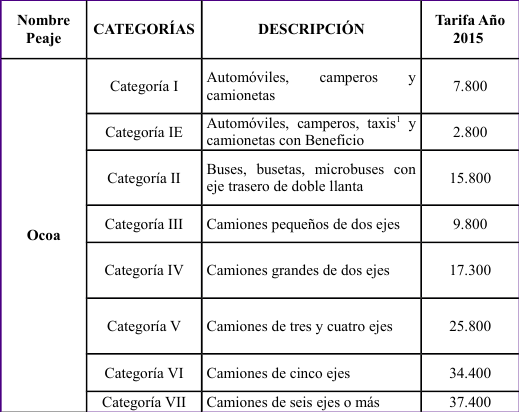 Nombre
Peaje
CATEGORÍAS
DESCRIPCIÓN
Tarifa Año
2015
Ocoa
Categoría I
Automóviles, camperos y
camionetas
7.800
Categoría IE
Automóviles, camperos, taxis¹ y
camionetas con Beneficio
2.800
Categoría II
Buses, busetas, microbuses con
eje trasero de doble llanta
15.800
Categoría III
Camiones pequeños de dos ejes
9.800
Categoría IV
Camiones grandes de dos ejes
17.300
Categoría V
Camiones de tres y cuatro ejes
25.800
Categoría VI
Camiones de cinco ejes
34.400
Categoría VII
Camiones de seis ejes o más
37.400